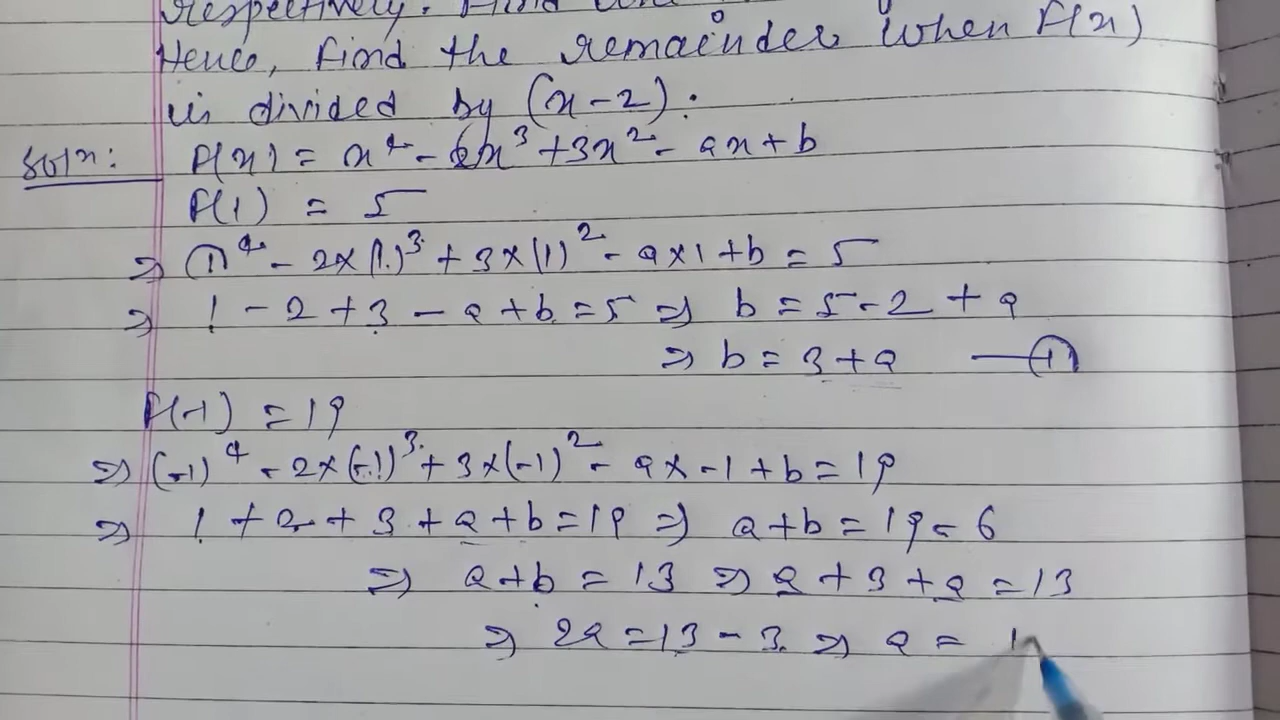 respectively. Find
Hence, Find the remainder when P(x)
is divided by (x-2).
Soln: P(x) = x⁴ - 2x³ + 3x² - ax + b
P(1) = 5
⇒ (1)⁴ - 2×(1)³ + 3×(1)² - a×1 + b = 5
⇒ 1 - 2 + 3 - a + b = 5 ⇒ b = 5 - 2 + a
⇒ b = 3 + a — (1)
P(-1) = 19
⇒ (-1)⁴ - 2×(-1)³ + 3×(-1)² - a×-1 + b = 19
⇒ 1 + 2 + 3 + a + b = 19 ⇒ a + b = 19 - 6
⇒ a + b = 13 ⇒ a + 3 + a = 13
⇒ 2a = 13 - 3 ⇒ a = 1